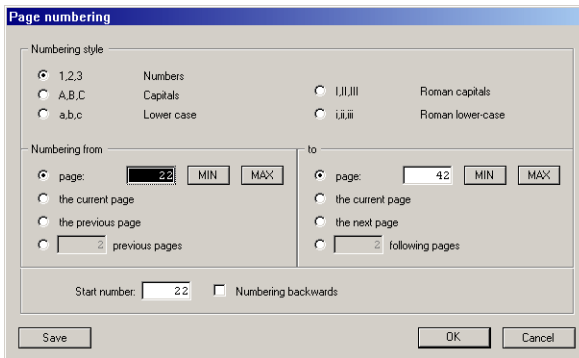 Page numbering
Numbering style
1,2,3 Numbers
A,B,C Capitals
I,II,III Roman capitals
a,b,c Lower case
i,ii,iii Roman lower-case
Numbering from
page: 22 MIN MAX
the current page
the previous page
2 previous pages
to
page: 42 MIN MAX
the current page
the next page
2 following pages
Start number: 22 Numbering backwards
Save OK Cancel